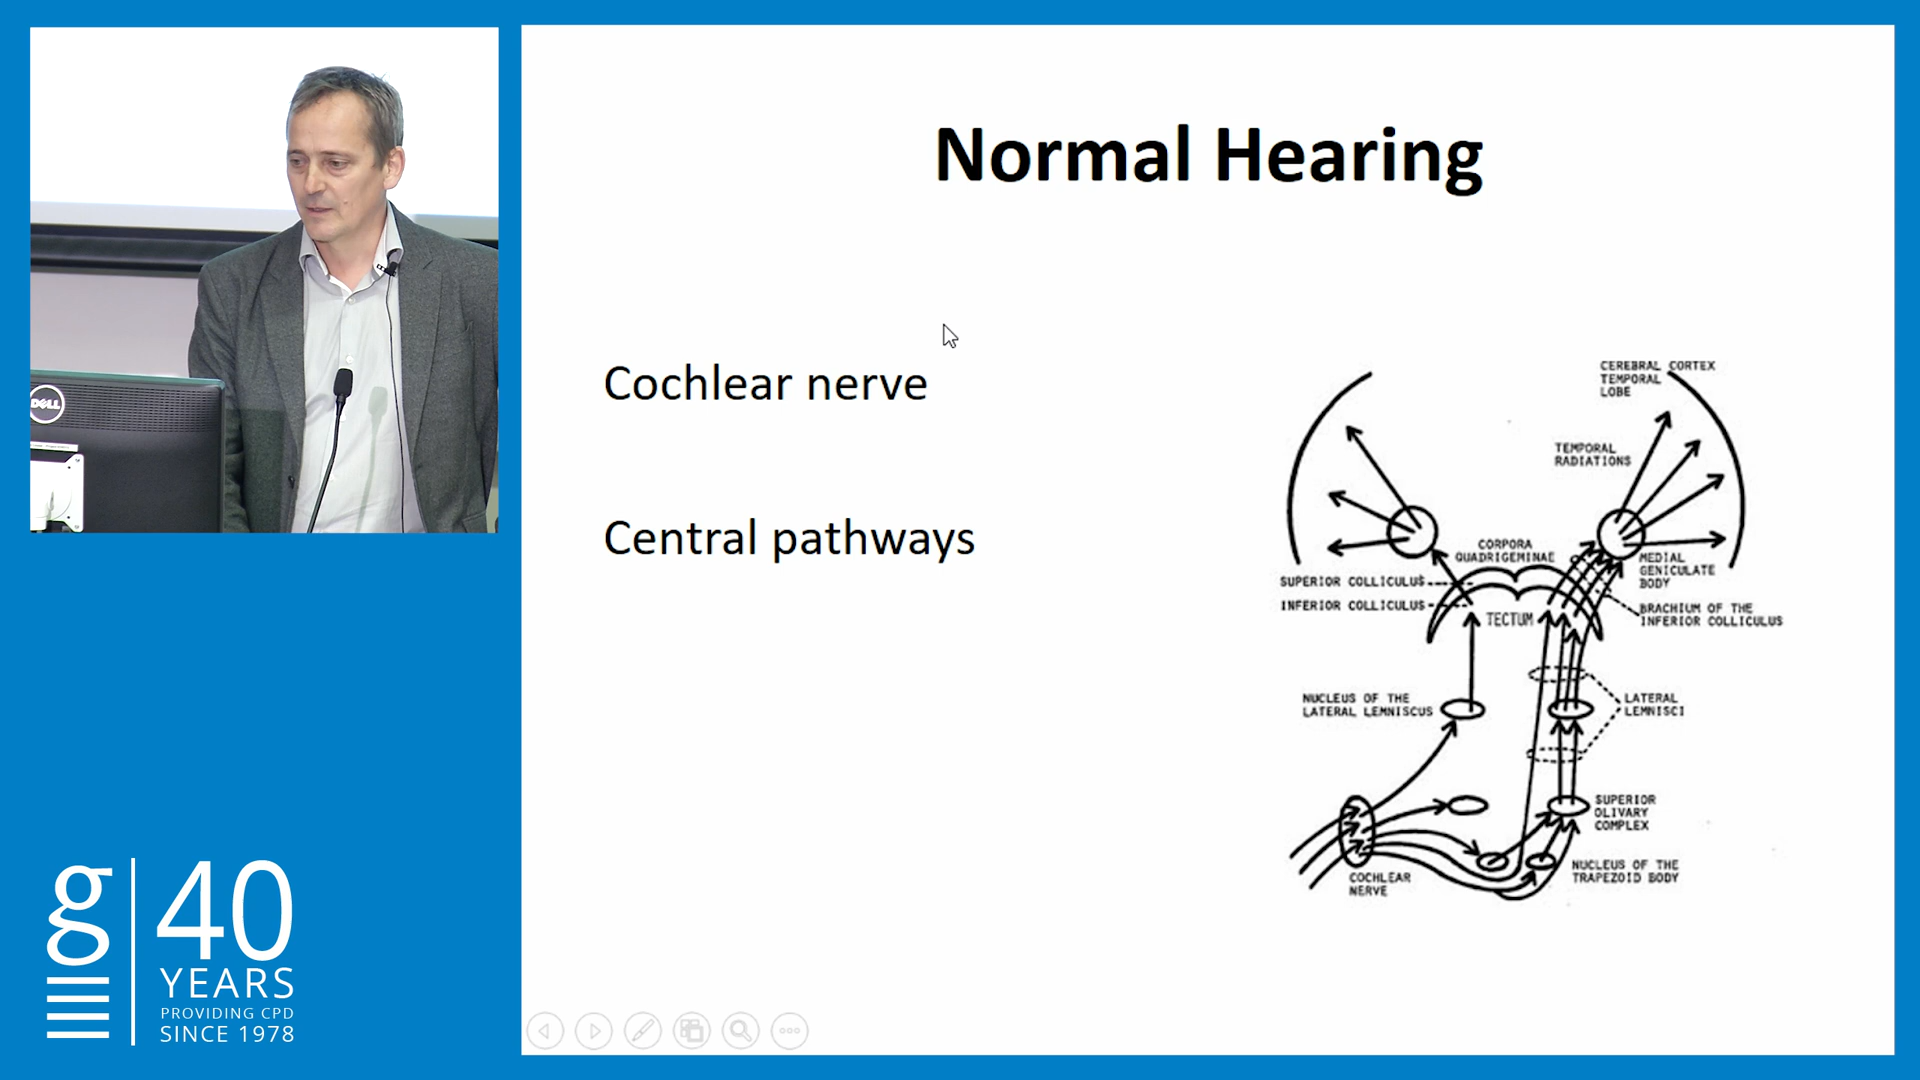 Normal Hearing
Cochlear nerve
Central pathways
CEREBRAL CORTEX
TEMPORAL
LOBE
TEMPORAL
RADIATIONS
CORPORA
QUADRIGEMINAE
MEDIAL
GENICULATE
BODY
SUPERIOR COLLICULUS
INFERIOR COLLICULUS
TECTUM
BRACHIUM OF THE
INFERIOR COLLICULUS
NUCLEUS OF THE
LATERAL LEMNISCUS
LATERAL
LEMNISCI
SUPERIOR
OLIVARY
COMPLEX
NUCLEUS OF THE
TRAPEZOID BODY
COCHLEAR
NERVE
DELL
g
40
YEARS
PROVIDING CPD
SINCE 1978